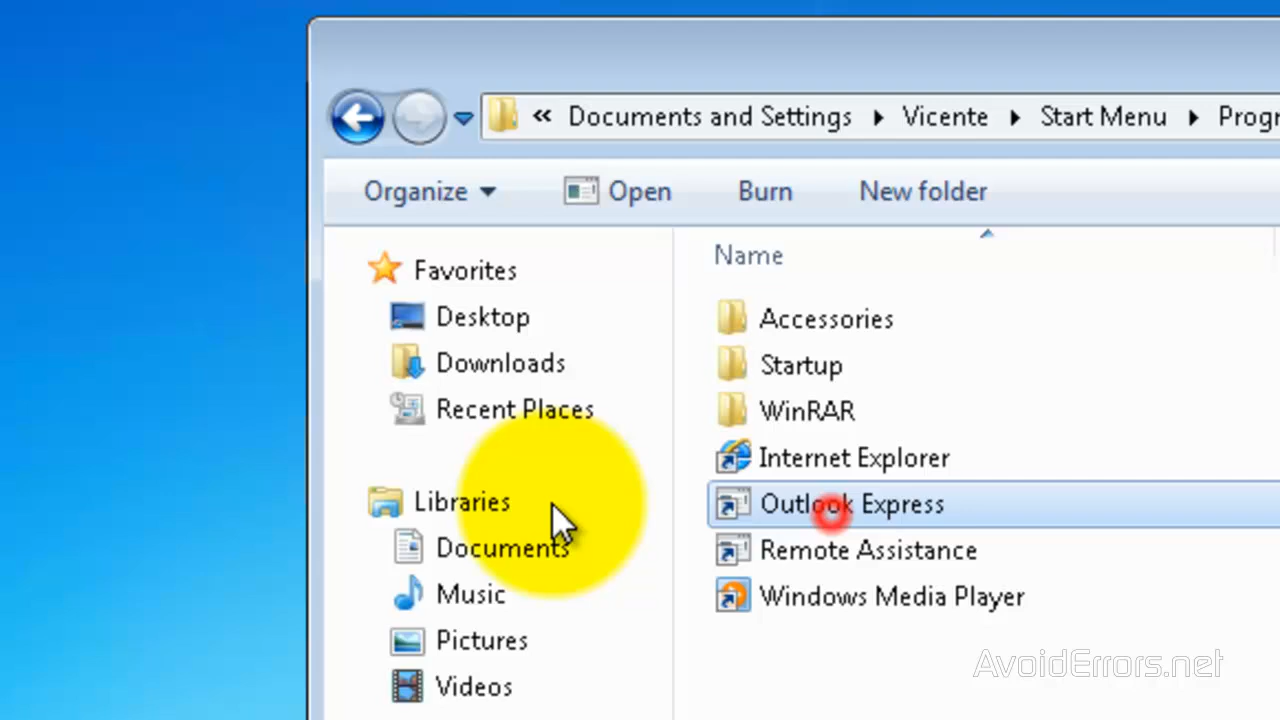 « Documents and Settings Vicente Start Menu Progr
Organize Open Burn New folder
Favorites
Desktop
Downloads
Recent Places
Libraries
Documents
Music
Pictures
Videos
Name
Accessories
Startup
WinRAR
Internet Explorer
Outlook Express
Remote Assistance
Windows Media Player
AvoidErrors.net